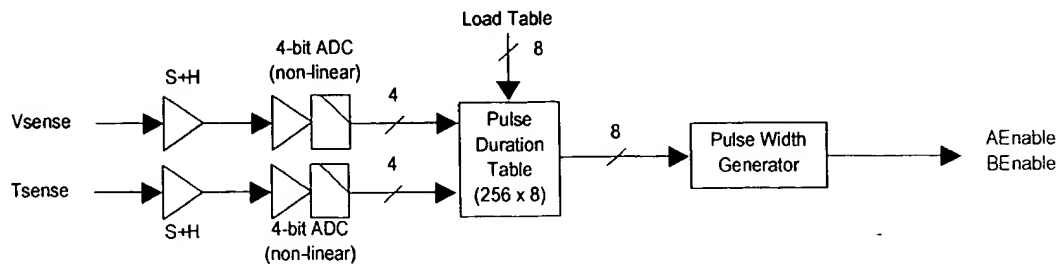 Load Table
8
4-bit ADC
(non-linear)
S+H
4
Vsense
Pulse
Duration
Table
(256 x 8)
8
Pulse Width
Generator
AEnable
BEnable
4
Tsense
S+H
4-bit ADC
(non-linear)